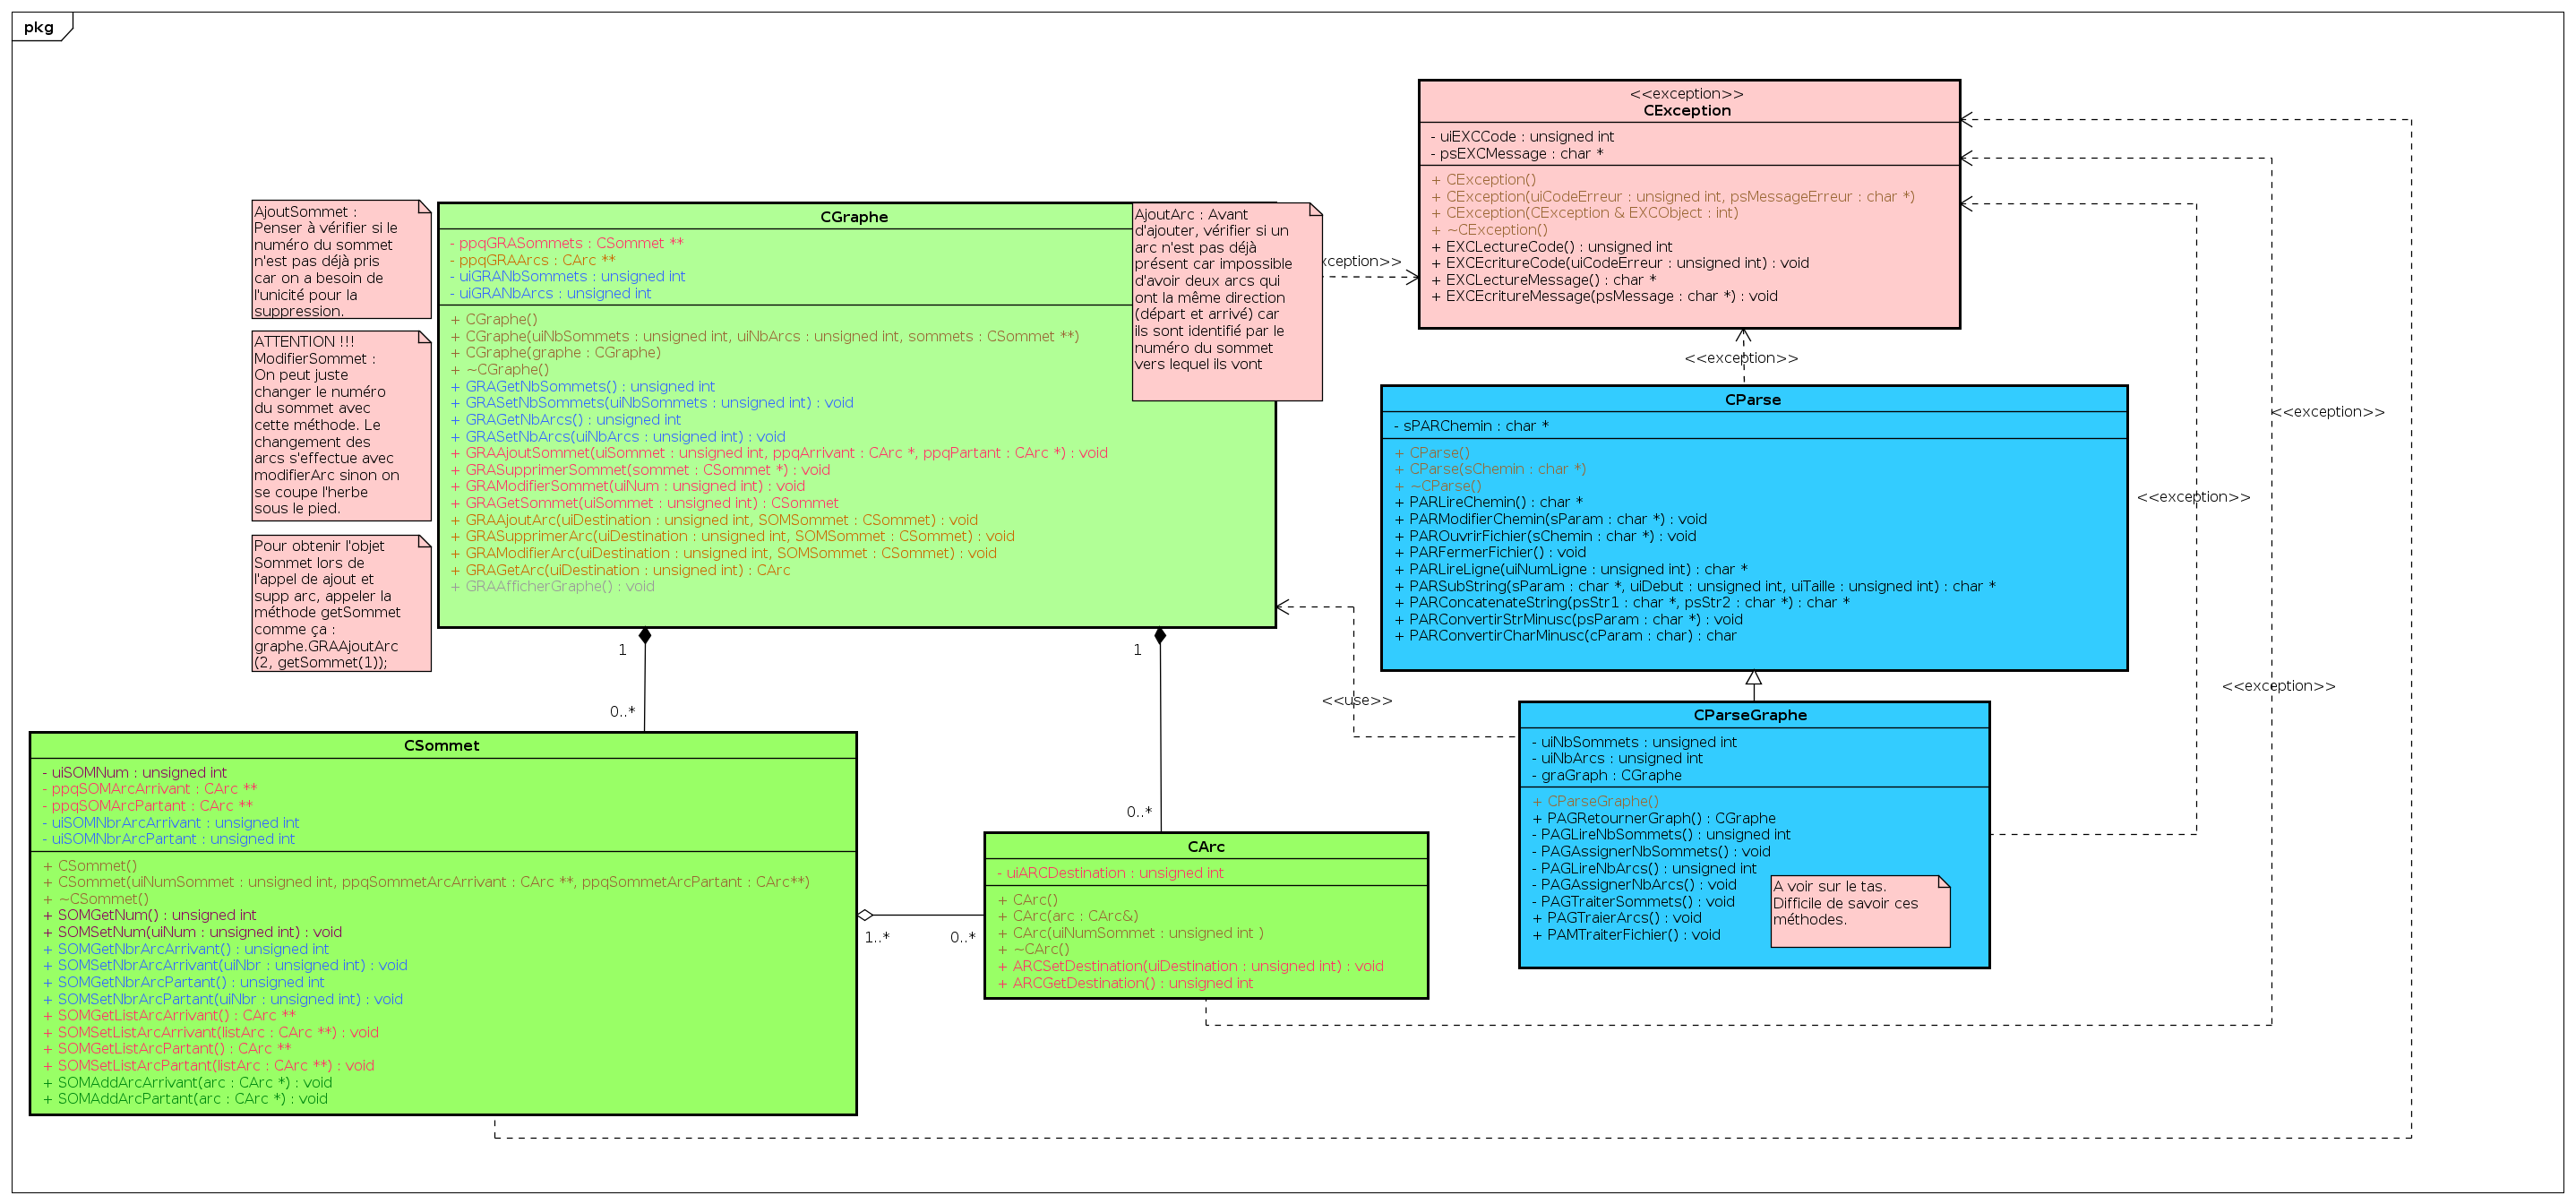 pkg
<<exception>>
CException
- uiEXCCode : unsigned int
- psEXCMessage : char *
+ CException()
+ CException(uiCodeErreur : unsigned int, psMessageErreur : char *)
+ CException(CException & EXCObject : int)
+ ~CException()
+ EXCLectureCode() : unsigned int
+ EXCEcritureCode(uiCodeErreur : unsigned int) : void
+ EXCLectureMessage() : char *
+ EXCEcritureMessage(psMessage : char *) : void
AjoutSommet :
Penser à vérifier si le
numéro du sommet
n'est pas déjà pris
car on a besoin de
l'unicité pour la
suppression.
ATTENTION !!!
ModifierSommet :
On peut juste
changer le numéro
du sommet avec
cette méthode. Le
changement des
arcs s'effectue avec
modifierArc sinon on
se coupe l'herbe
sous le pied.
Pour obtenir l'objet
Sommet lors de
l'appel de ajout et
supp arc, appeler la
méthode getSommet
comme ça :
graphe.GRAAjoutArc
(2, getSommet(1));
CGraphe
- ppqGRASommets : CSommet **
- ppqGRAArcs : CArc **
- uiGRANbSommets : unsigned int
- uiGRANbArcs : unsigned int
+ CGraphe()
+ CGraphe(uiNbSommets : unsigned int, uiNbArcs : unsigned int, sommets : CSommet **)
+ CGraphe(graphe : CGraphe)
+ ~CGraphe()
+ GRAGetNbSommets() : unsigned int
+ GRASetNbSommets(uiNbSommets : unsigned int) : void
+ GRAGetNbArcs() : unsigned int
+ GRASetNbArcs(uiNbArcs : unsigned int) : void
+ GRAAjoutSommet(uiSommet : unsigned int, ppqArrivant : CArc *, ppqPartant : CArc *) : void
+ GRASupprimerSommet(sommet : CSommet *) : void
+ GRAModifierSommet(uiNum : unsigned int) : void
+ GRAGetSommet(uiSommet : unsigned int) : CSommet
+ GRAAjoutArc(uiDestination : unsigned int, SOMSommet : CSommet) : void
+ GRASupprimerArc(uiDestination : unsigned int, SOMSommet : CSommet) : void
+ GRAModifierArc(uiDestination : unsigned int, SOMSommet : CSommet) : void
+ GRAGetArc(uiDestination : unsigned int) : CArc
+ GRAAfficherGraphe() : void
AjoutArc : Avant
d'ajouter, vérifier si un
arc n'est pas déjà
présent car impossible
d'avoir deux arcs qui
ont la même direction
(départ et arrivé) car
ils sont identifié par le
numéro du sommet
vers lequel ils vont
ception>>
<<exception>>
CParse
- sPARChemin : char *
+ CParse()
+ CParse(sChemin : char *)
+ ~CParse()
+ PARLireChemin() : char *
+ PARModifierChemin(sParam : char *) : void
+ PAROuvrirFichier(sChemin : char *) : void
+ PARFermerFichier() : void
+ PARLireLigne(uiNumLigne : unsigned int) : char *
+ PARSubString(sParam : char *, uiDebut : unsigned int, uiTaille : unsigned int) : char *
+ PARConcatenateString(psStr1 : char *, psStr2 : char *) : char *
+ PARConvertirStrMinusc(psParam : char *) : void
+ PARConvertirCharMinusc(cParam : char) : char
<<exception>>
<<exception>>
<<exception>>
<<use>>
1
0..*
1
0..*
CParseGraphe
- uiNbSommets : unsigned int
- uiNbArcs : unsigned int
- graGraph : CGraphe
+ CParseGraphe()
+ PAGRetournerGraph() : CGraphe
- PAGLireNbSommets() : unsigned int
- PAGAssignerNbSommets() : void
- PAGLireNbArcs() : unsigned int
- PAGAssignerNbArcs() : void
- PAGTraiterSommets() : void
+ PAGTraierArcs() : void
+ PAMTraiterFichier() : void
A voir sur le tas.
Difficile de savoir ces
méthodes.
CSommet
- uiSOMNum : unsigned int
- ppqSOMArcArrivant : CArc **
- ppqSOMArcPartant : CArc **
- uiSOMNbrArcArrivant : unsigned int
- uiSOMNbrArcPartant : unsigned int
+ CSommet()
+ CSommet(uiNumSommet : unsigned int, ppqSommetArcArrivant : CArc **, ppqSommetArcPartant : CArc**)
+ ~CSommet()
+ SOMGetNum() : unsigned int
+ SOMSetNum(uiNum : unsigned int) : void
+ SOMGetNbrArcArrivant() : unsigned int
+ SOMSetNbrArcArrivant(uiNbr : unsigned int) : void
+ SOMGetNbrArcPartant() : unsigned int
+ SOMSetNbrArcPartant(uiNbr : unsigned int) : void
+ SOMGetListArcArrivant() : CArc **
+ SOMSetListArcArrivant(listArc : CArc **) : void
+ SOMGetListArcPartant() : CArc **
+ SOMSetListArcPartant(listArc : CArc **) : void
+ SOMAddArcArrivant(arc : CArc *) : void
+ SOMAddArcPartant(arc : CArc *) : void
1..*
0..*
CArc
- uiARCDestination : unsigned int
+ CArc()
+ CArc(arc : CArc&)
+ CArc(uiNumSommet : unsigned int )
+ ~CArc()
+ ARCSetDestination(uiDestination : unsigned int) : void
+ ARCGetDestination() : unsigned int